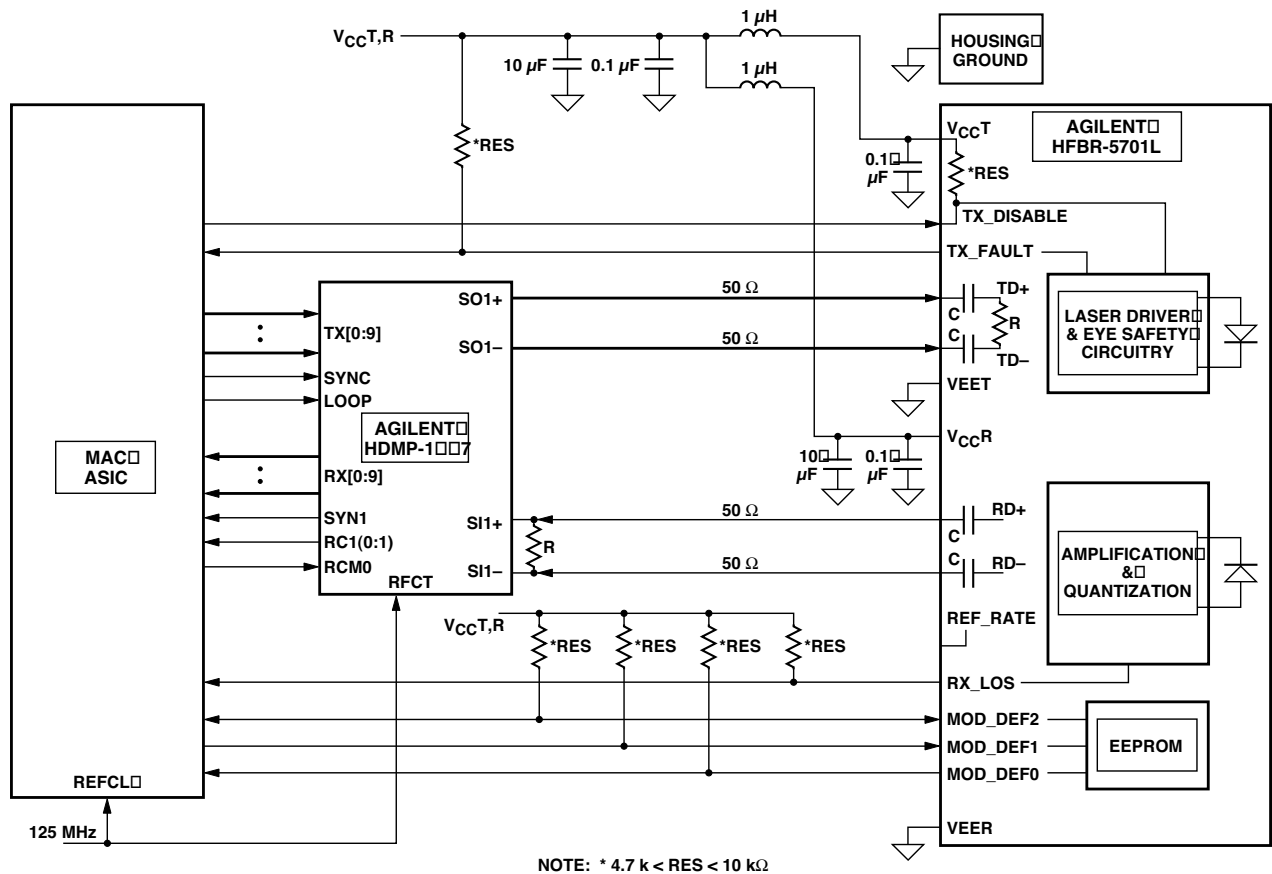 1 µH
VCCT,R
10 µF
0.1 µF
1 µH
HOUSING
GROUND
*RES
VCCT
AGILENT
HFBR-5701L
0.1
µF
*RES
TX_DISABLE
TX_FAULT
SO1+
50 Ω
TD+
C
R
LASER DRIVER
& EYE SAFETY
CIRCUITRY
TX[0:9]
SO1–
50 Ω
C
TD–
SYNC
LOOP
VEET
AGILENT
HDMP-1□□7
VCCR
MAC
ASIC
10
µF
0.1
µF
RX[0:9]
SYN1
SI1+
50 Ω
RD+
C
RC1(0:1)
R
AMPLIFICATION
&
QUANTIZATION
RCM0
RFCT
SI1–
50 Ω
C
RD–
VCCT,R
REF_RATE
*RES
*RES
*RES
*RES
RX_LOS
MOD_DEF2
MOD_DEF1
EEPROM
MOD_DEF0
REFCL□
125 MHz
VEER
NOTE: * 4.7 k < RES < 10 kΩ